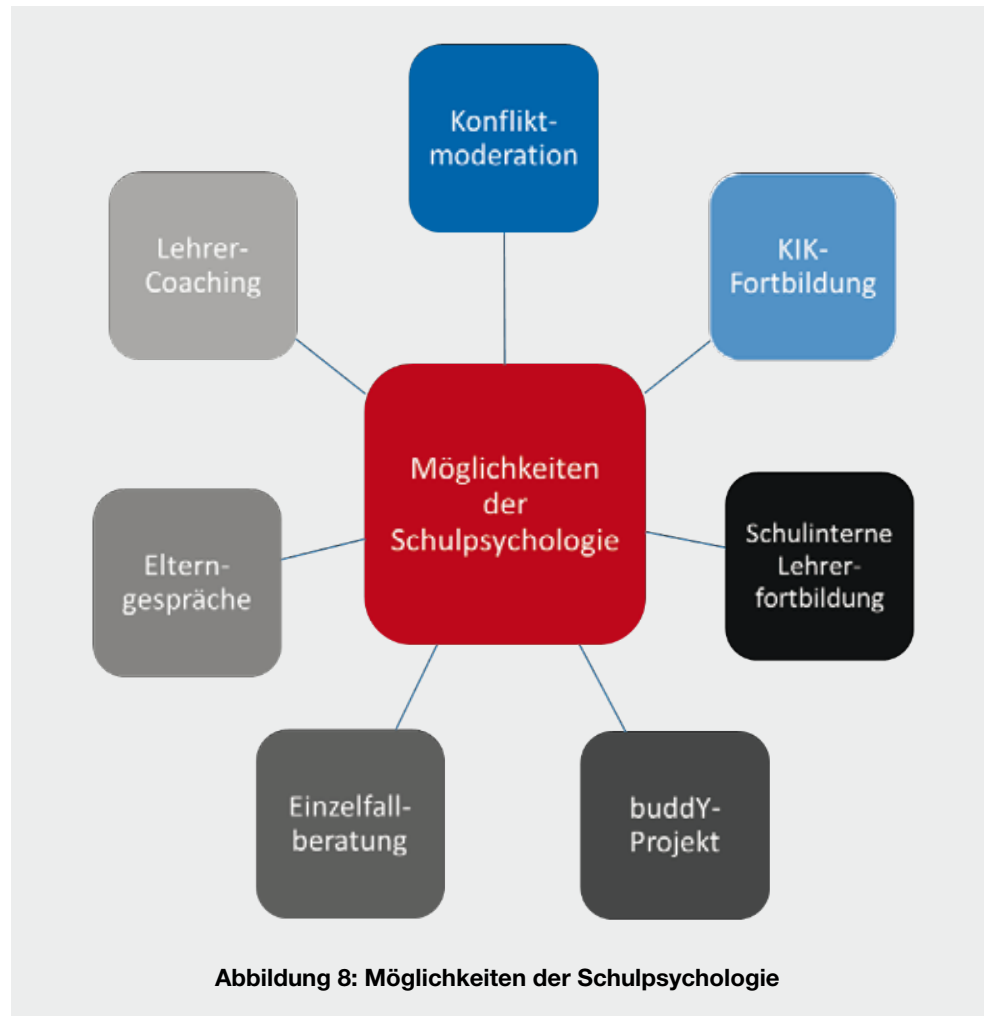 Konflikt-
moderation
KIK-
Fortbildung
Schulinterne
Lehrer-
fortbildung
buddY-
Projekt
Einzelfall-
beratung
Eltern-
gespräche
Lehrer-
Coaching
Möglichkeiten
der
Schulpsychologie
Abbildung 8: Möglichkeiten der Schulpsychologie